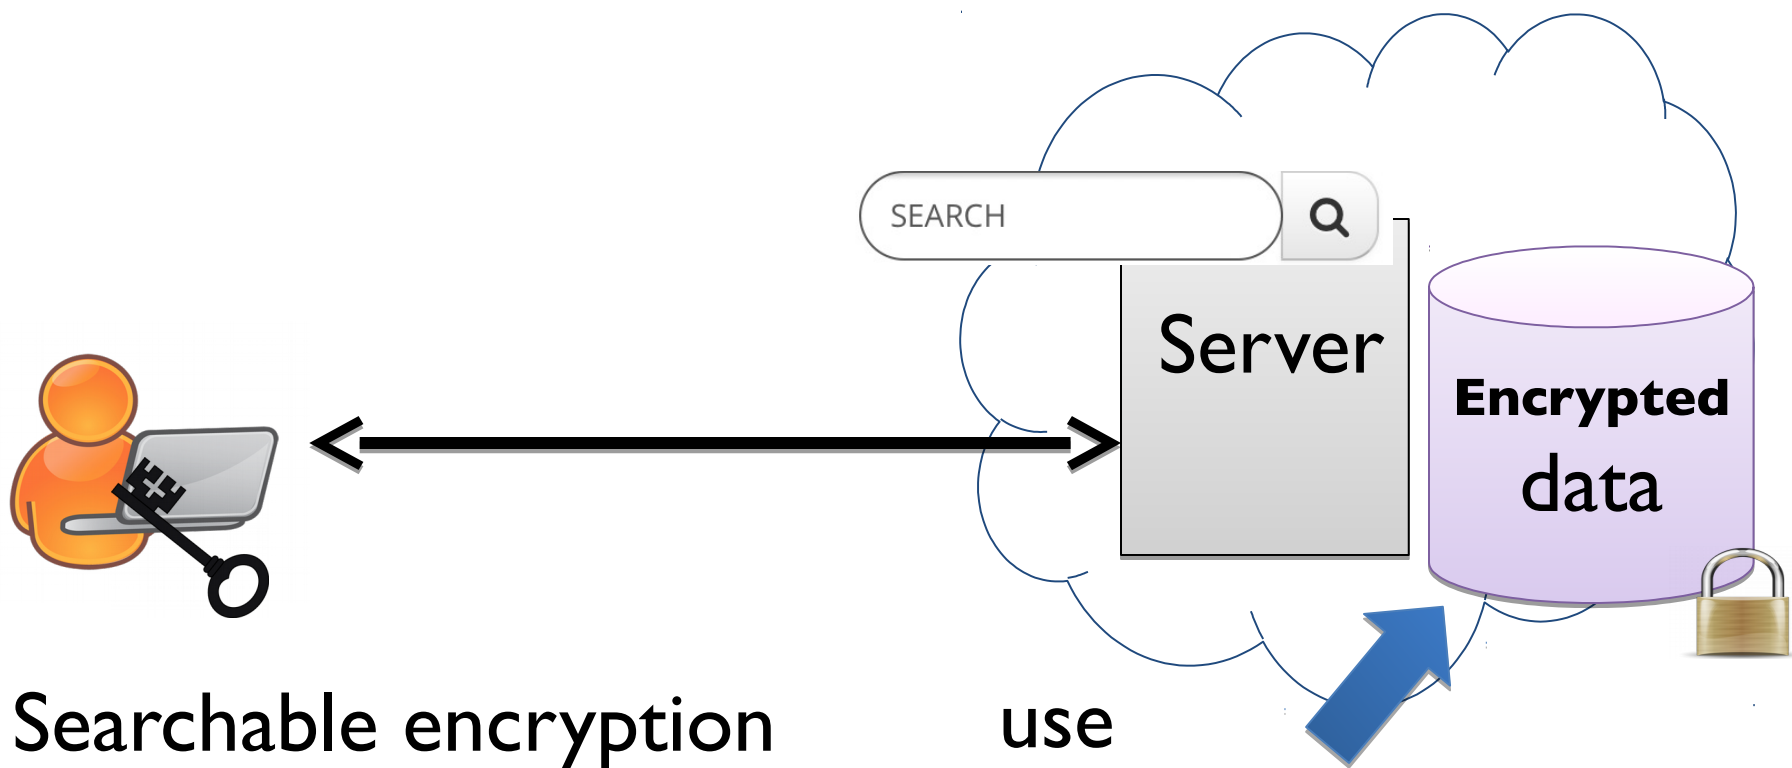 SEARCH
Server
Encrypted
data
Searchable encryption use